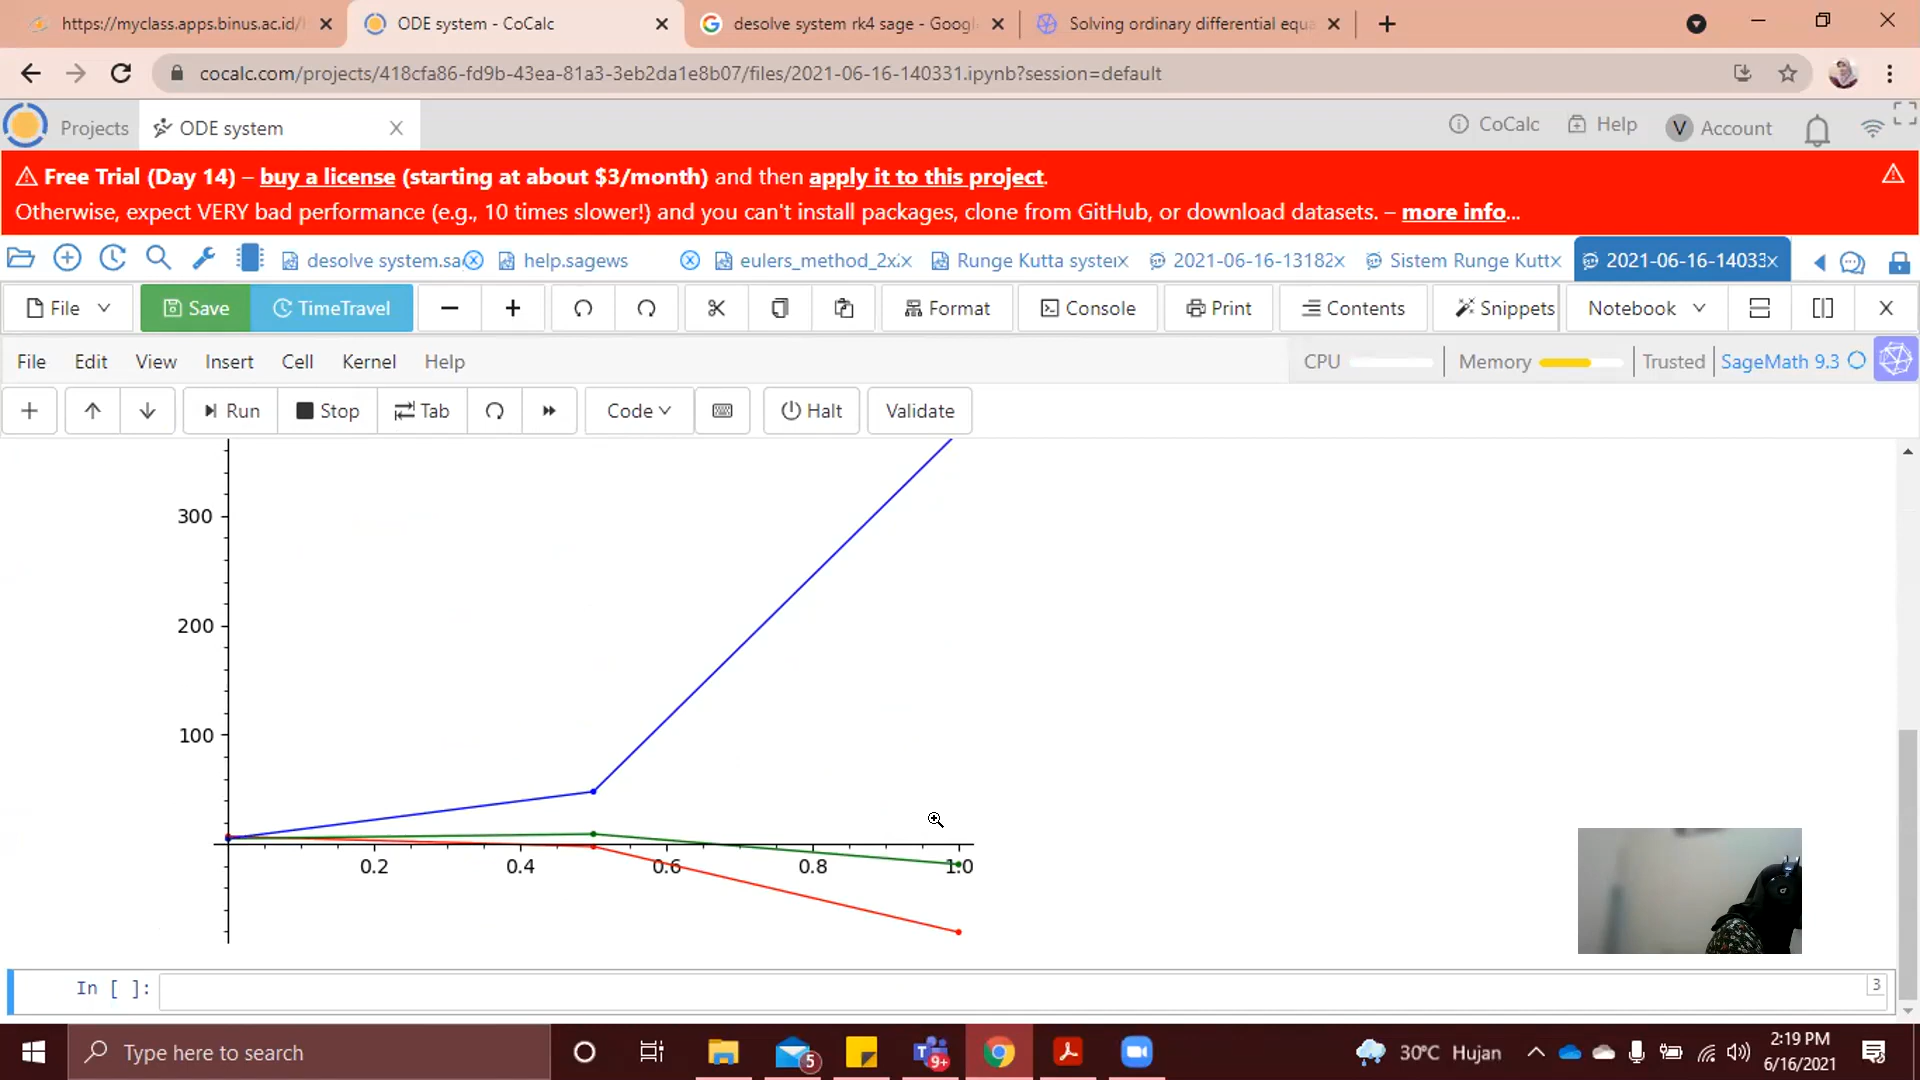 https://myclass.apps.binus.ac.id/
ODE system - CoCalc
desolve system rk4 sage - Googl
Solving ordinary differential equa
cocalc.com/projects/418cfa86-fd9b-43ea-81a3-3eb2da1e8b07/files/2021-06-16-140331.ipynb?session=default
Projects
ODE system
CoCalc
Help
V Account
Free Trial (Day 14) – buy a license (starting at about $3/month) and then apply it to this project.
Otherwise, expect VERY bad performance (e.g., 10 times slower!) and you can't install packages, clone from GitHub, or download datasets. – more info...
desolve system.sa
help.sagews
eulers_method_2x
Runge Kutta syster
2021-06-16-13182
Sistem Runge Kutt
2021-06-16-14033
File
Save
TimeTravel
Format
Console
Print
Contents
Snippets
Notebook
File Edit View Insert Cell Kernel Help
CPU
Memory
Trusted
SageMath 9.3
Run
Stop
Tab
Code
Halt
Validate
300
200
100
0.2 0.4 0.6 0.8 1.0
In [ ]:
3
Type here to search
5
9+
30°C Hujan
2:19 PM
6/16/2021